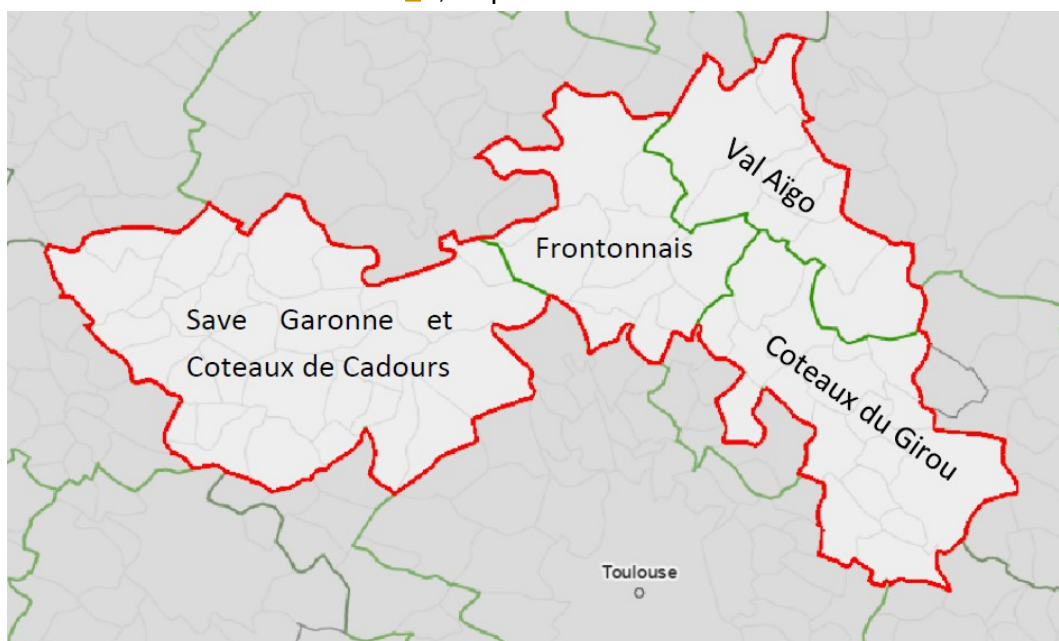 Val Aïgo
Frontonnais
Save Garonne et
Coteaux de Cadours
Coteaux du Girou
Toulouse